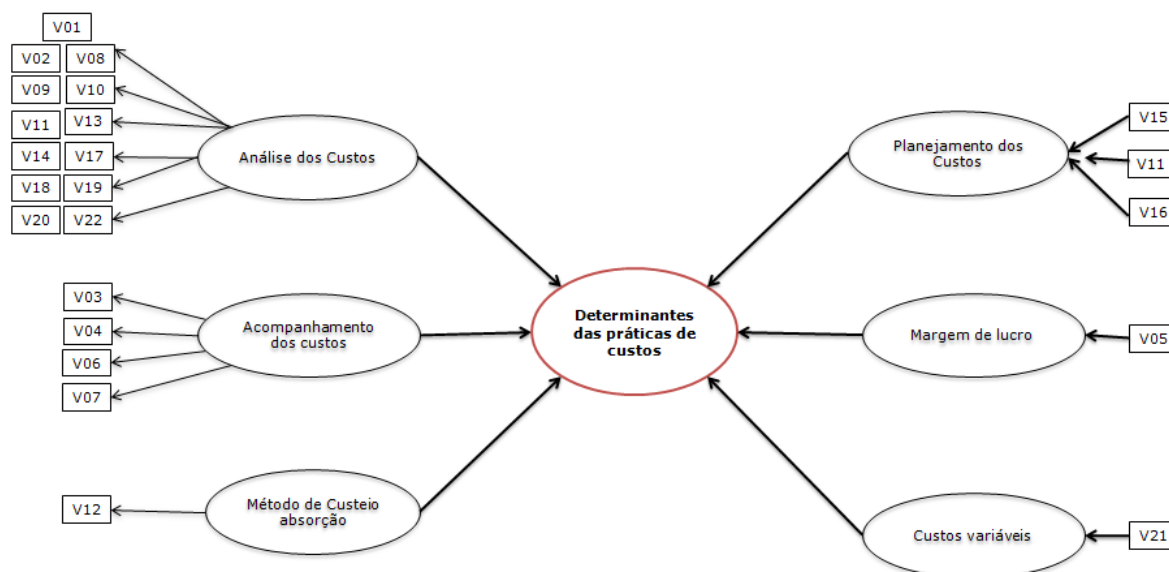 V01
V02 V08
V09 V10
V11 V13
V14 V17
V18 V19
V20 V22
Análise dos Custos
V03
V04
V06
V07
Acompanhamento
dos custos
V12
Método de Custeio
absorção
Determinantes
das práticas de
custos
Planejamento dos
Custos
V15
V11
V16
Margem de lucro
V05
Custos variáveis
V21